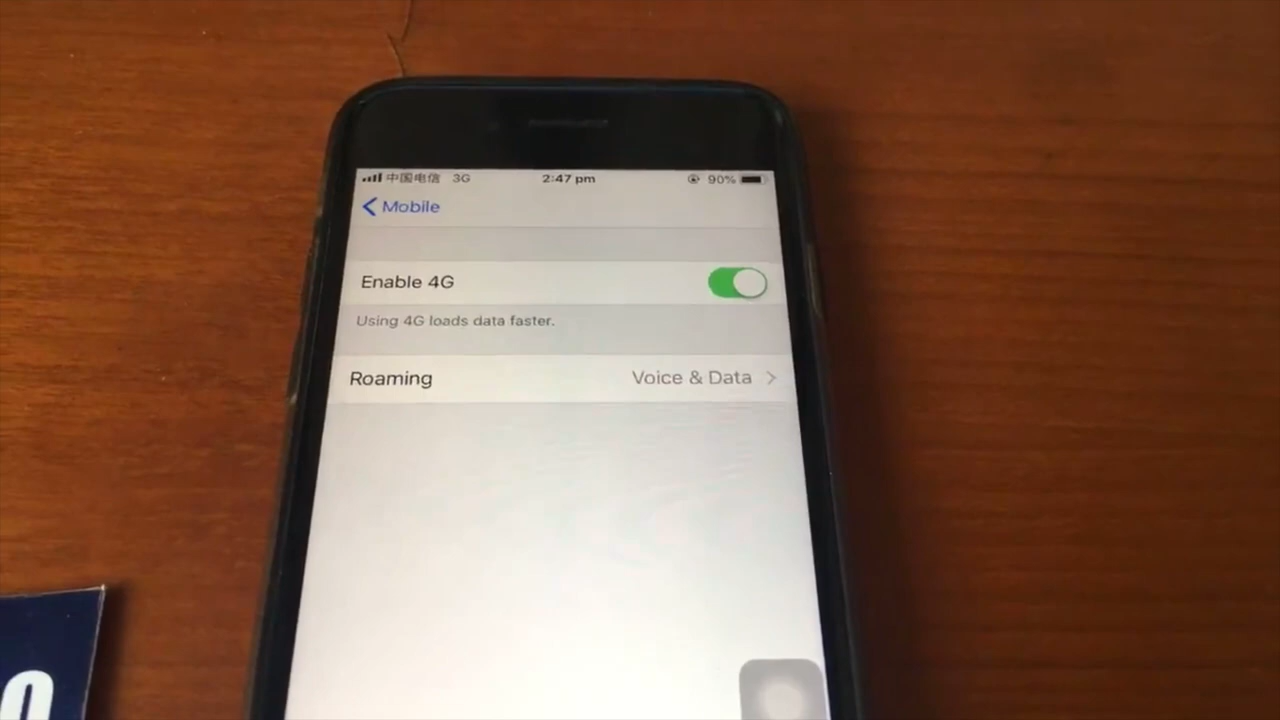 中国电信 3G 2:47 pm 90%
Mobile
Enable 4G
Using 4G loads data faster.
Roaming Voice & Data